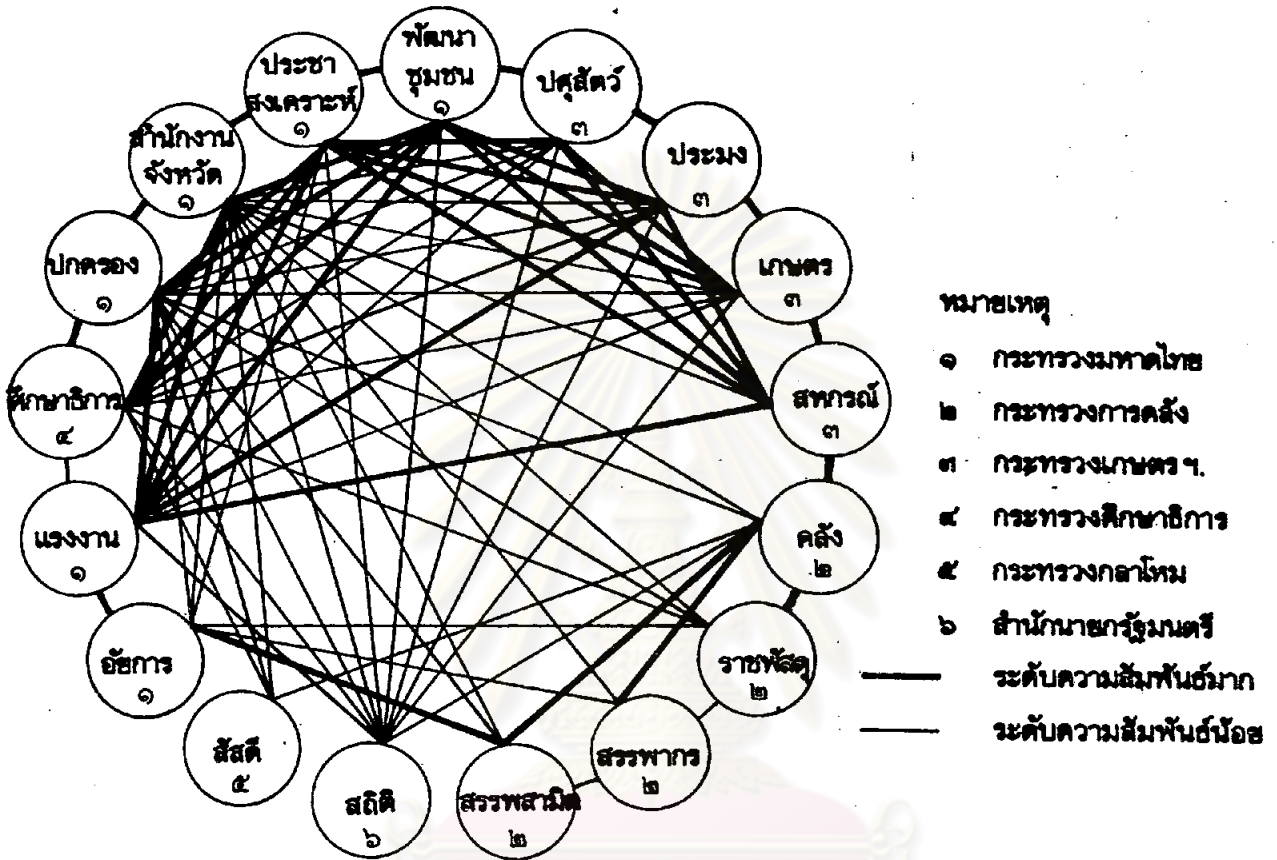 พัฒนา
ชุมชน
๑
ปศุสัตว์
๓
ประมง
๓
เกษตร
๓
สหกรณ์
๓
คลัง
๒
ราชพัสดุ
๒
สรรพากร
๒
สรรพสามิต
๒
สถิติ
๖
สัสดี
๕
อัยการ
๑
แรงงาน
๑
ศึกษาธิการ
๔
ปกครอง
๑
สำนักงาน
จังหวัด
๑
ประชา
สงเคราะห์
๑
หมายเหตุ
๑ กระทรวงมหาดไทย
๒ กระทรวงการคลัง
๓ กระทรวงเกษตร ฯ.
๔ กระทรวงศึกษาธิการ
๕ กระทรวงกลาโหม
๖ สำนักนายกรัฐมนตรี
ระดับความสัมพันธ์มาก
ระดับความสัมพันธ์น้อย